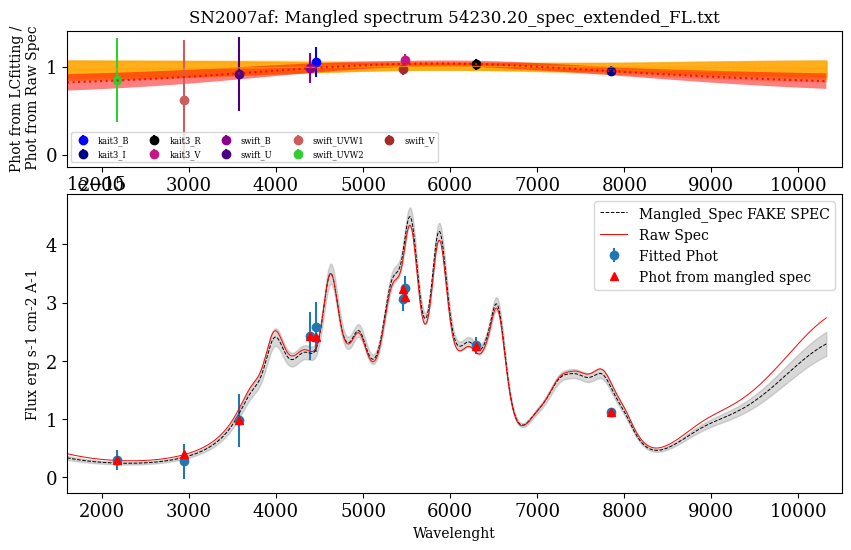 SN2007af: Mangled spectrum 54230.20_spec_extended_FL.txt
Phot from LCfitting /
Phot from Raw Spec
1
0
kait3_B kait3_R swift_B swift_UVW1 swift_V
kait3_I kait3_V swift_U swift_UVW2
2000 3000 4000 5000 6000 7000 8000 9000 10000
Mangled_Spec FAKE SPEC
Raw Spec
Fitted Phot
Phot from mangled spec
Flux erg s-1 cm-2 A-1
4
3
2
1
0
2000 3000 4000 5000 6000 7000 8000 9000 10000
Wavelenght